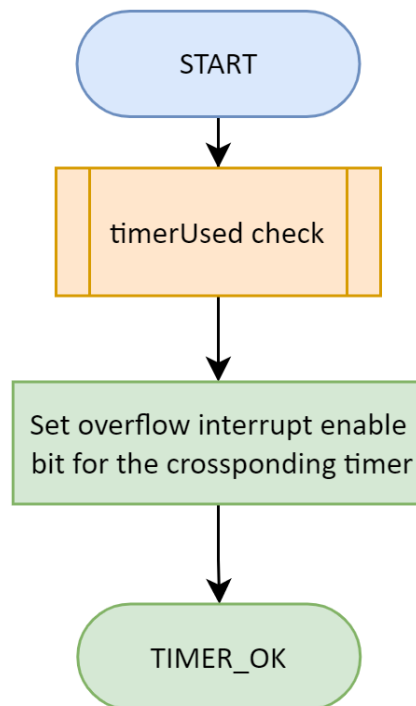 START
timerUsed check
Set overflow interrupt enable
bit for the crossponding timer
TIMER_OK